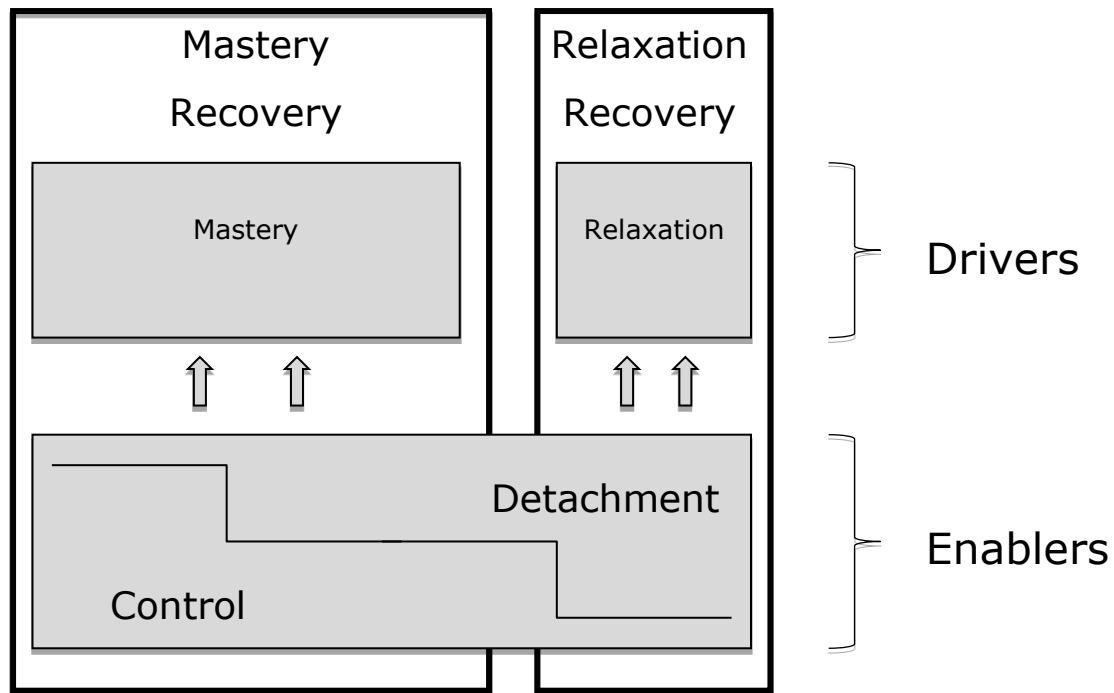 Mastery
Recovery
Relaxation
Recovery
Mastery
Relaxation
Drivers
Detachment
Control
Enablers